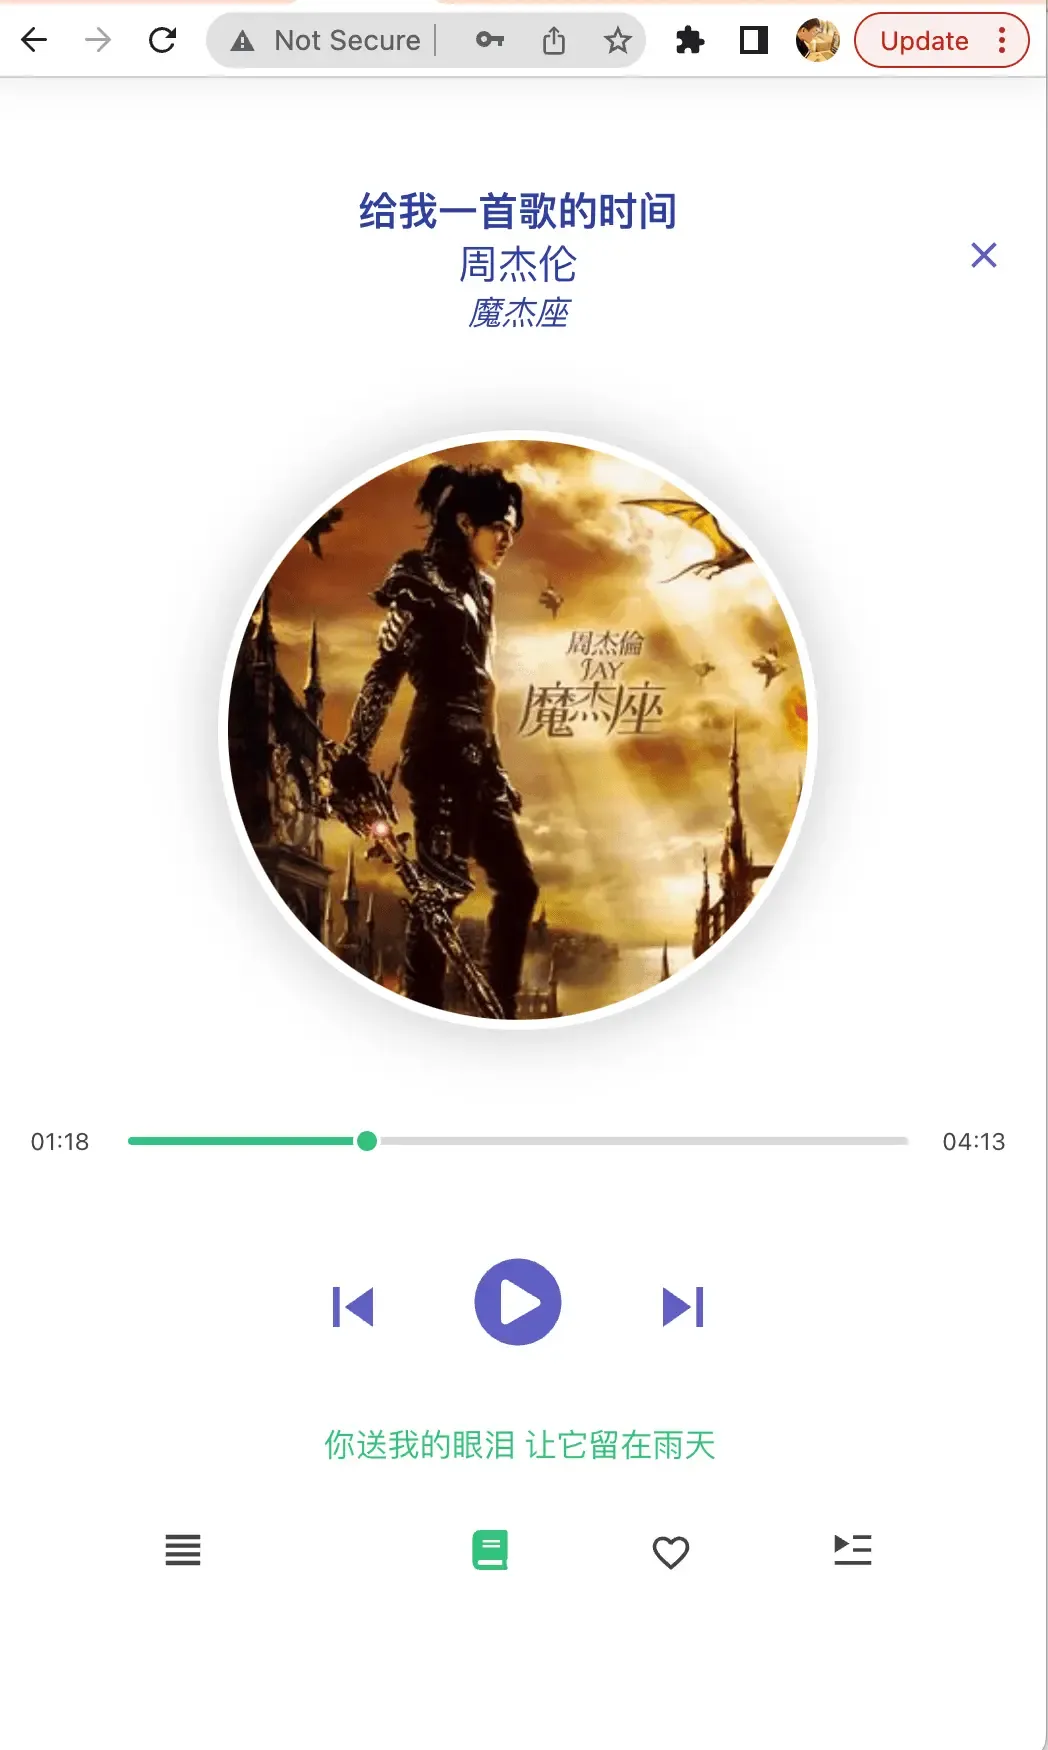 Not Secure
Update
给我一首歌的时间
周杰伦
魔杰座
周杰倫
JAY
魔杰座
01:18
04:13
你送我的眼泪 让它留在雨天